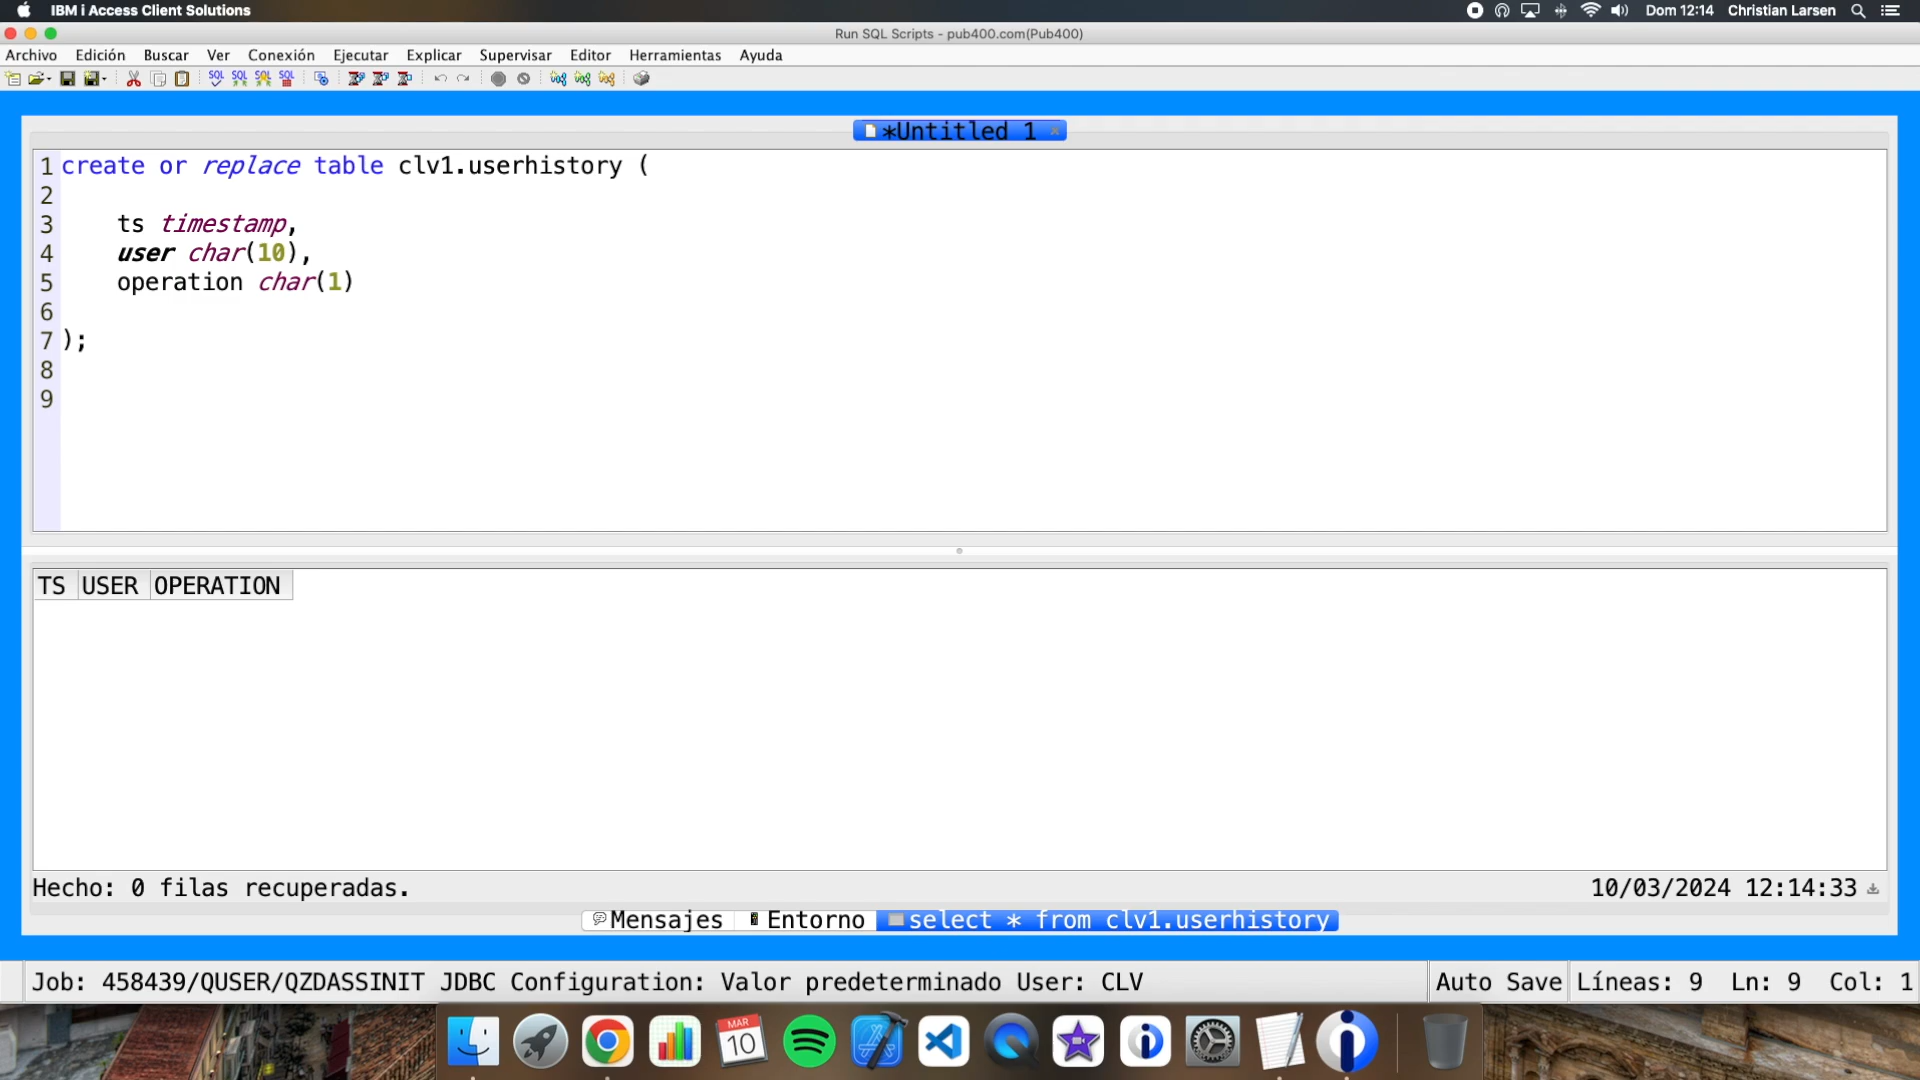 IBM i Access Client Solutions
Dom 12:14 Christian Larsen
Run SQL Scripts - pub400.com(Pub400)
Archivo Edición Buscar Ver Conexión Ejecutar Explicar Supervisar Editor Herramientas Ayuda
SQL SQL SQL SQL
*Untitled 1
1 create or replace table clv1.userhistory (
2
3 ts timestamp,
4 user char(10),
5 operation char(1)
6
7 );
8
9
TS USER OPERATION
Hecho: 0 filas recuperadas.
10/03/2024 12:14:33
Mensajes Entorno select * from clv1.userhistory
Job: 458439/QUSER/QZDASSINIT JDBC Configuration: Valor predeterminado User: CLV
Auto Save Líneas: 9 Ln: 9 Col: 1
MAR
10